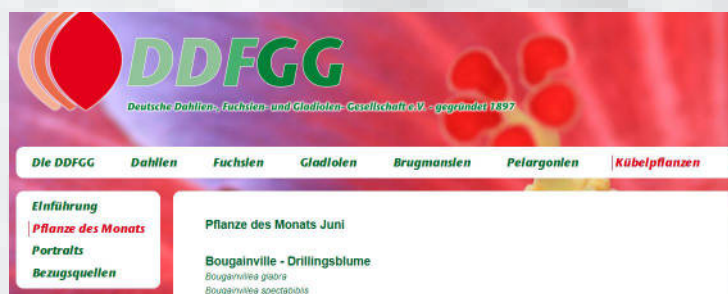 DDFGG
Deutsche Dahlien-, Fuchsien- und Gladiolen- Gesellschaft e.V. - gegründet 1897
Die DDFGG Dahlien Fuchsien Gladiolen Brugmansien Pelargonien Kübelpflanzen
Einführung
Pflanze des Monats
Portraits
Bezugsquellen
Pflanze des Monats Juni
Bougainville - Drillingsblume
Bougainvillea glabra
Bougainvillea spectabiblis